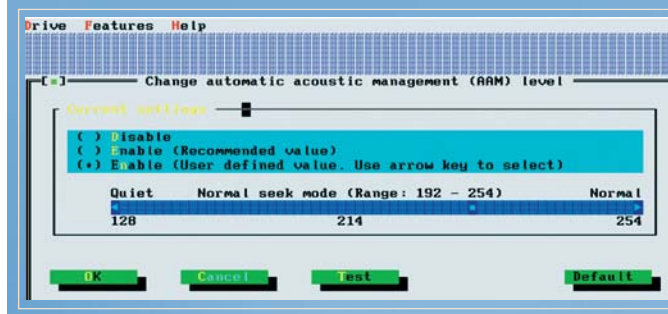 Drive Features Help
[■] Change automatic acoustic management (AAM) level
Current settings
( ) Disable
( ) Enable (Recommended value)
(•) Enable (User defined value. Use arrow key to select)
Quiet Normal seek mode (Range: 192 - 254) Normal
128 214 254
OK Cancel Test Default